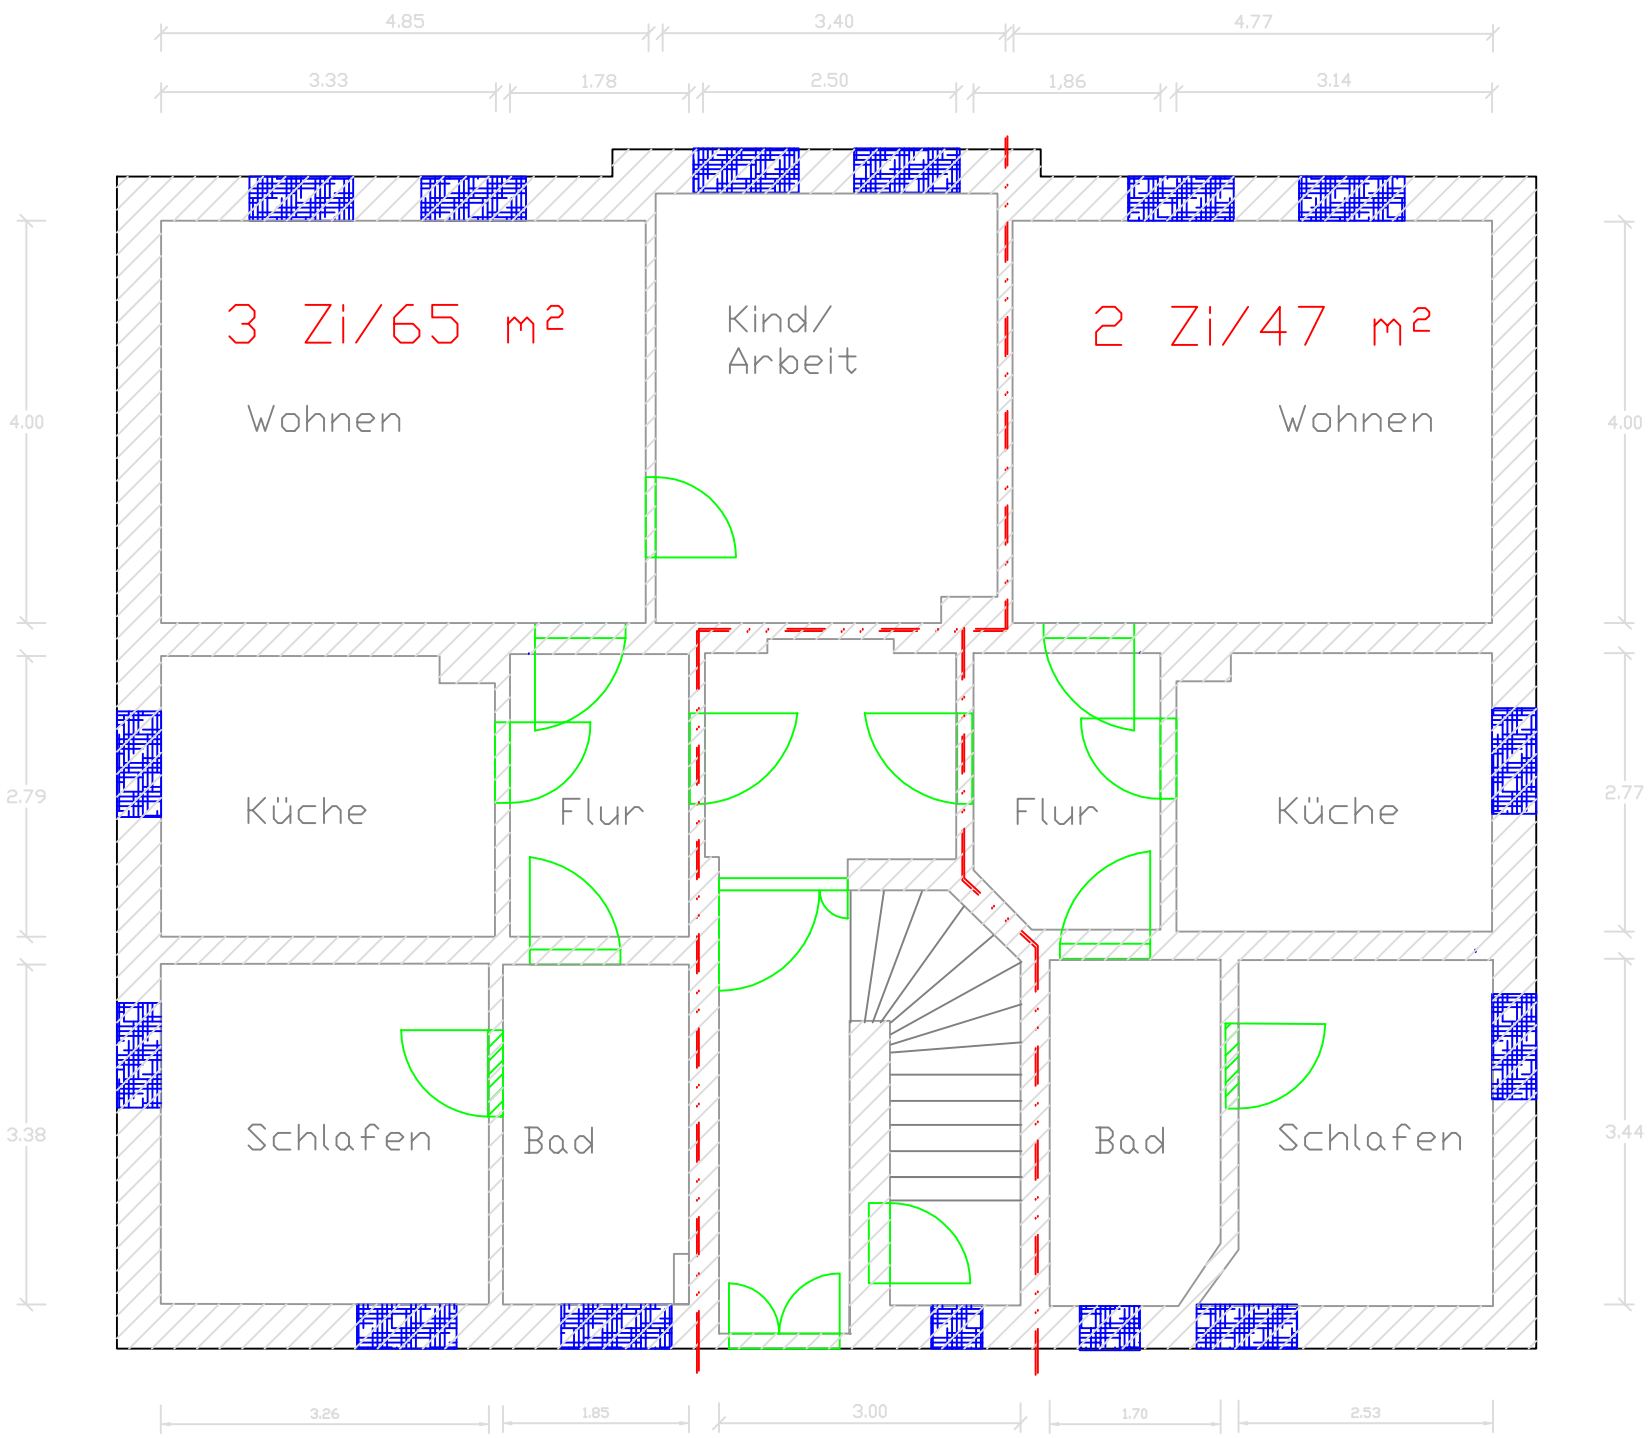 4.85 3,40 4.77
3.33 1.78 2.50 1,86 3.14
3 Zi/65 m²
Kind/
Arbeit
2 Zi/47 m²
Wohnen
Wohnen
4.00
4.00
2.79
Küche
Flur
Flur
Küche
2.77
3.38
Schlafen
Bad
Bad
Schlafen
3,44
3.26 1.85 3.00 1.70 2.53